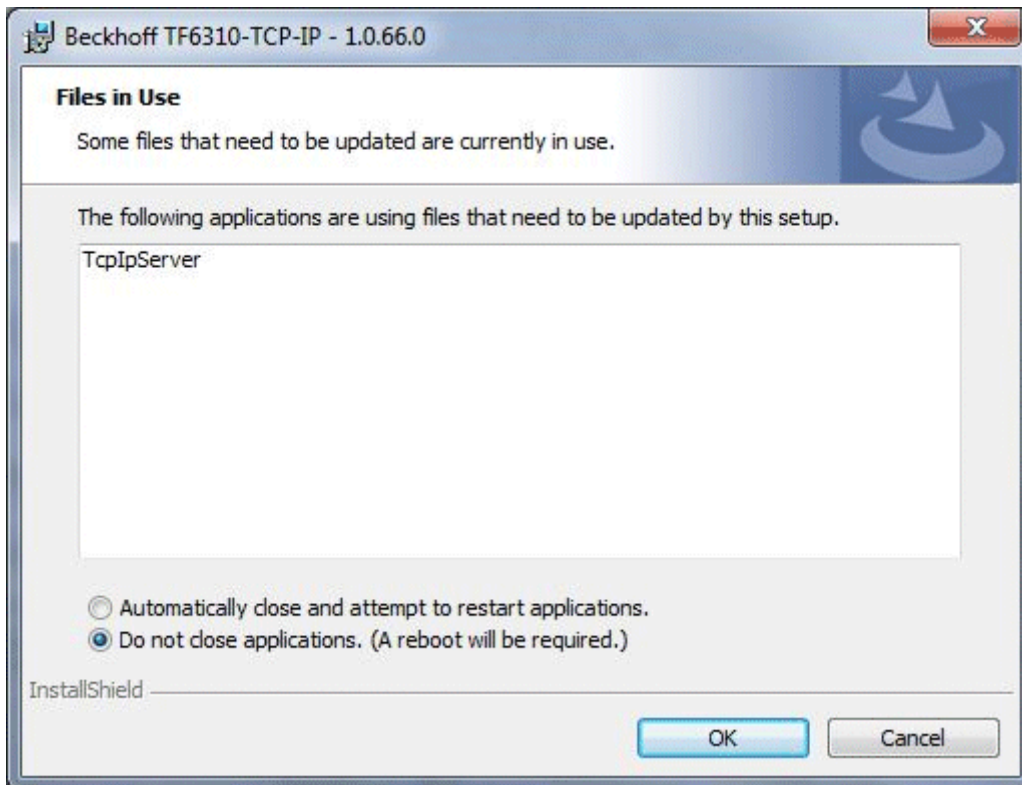 Beckhoff TF6310-TCP-IP - 1.0.66.0
Files in Use
Some files that need to be updated are currently in use.
The following applications are using files that need to be updated by this setup.
TcpIpServer
Automatically close and attempt to restart applications.
Do not close applications. (A reboot will be required.)
InstallShield
OK
Cancel